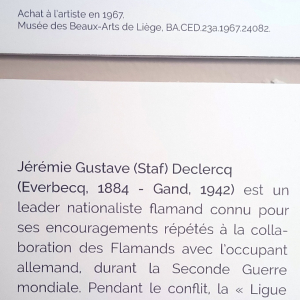 Achat à l'artiste en 1967.
Musée des Beaux-Arts de Liège, BA.CED.23a.1967.24082.
Jérémie Gustave (Staf) Declercq
(Everbecq, 1884 - Gand, 1942) est un
leader nationaliste flamand connu pour
ses encouragements répétés à la colla-
boration des Flamands avec l'occupant
allemand, durant la Seconde Guerre
mondiale. Pendant le conflit, la « Ligue